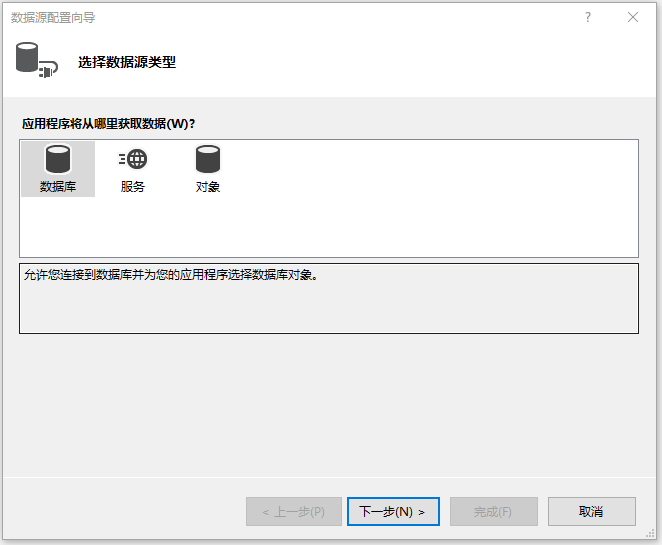 数据源配置向导
?
选择数据源类型
应用程序将从哪里获取数据(W)?
数据库
服务
对象
允许您连接到数据库并为您的应用程序选择数据库对象。
< 上一步(P)
下一步(N) >
完成(F)
取消